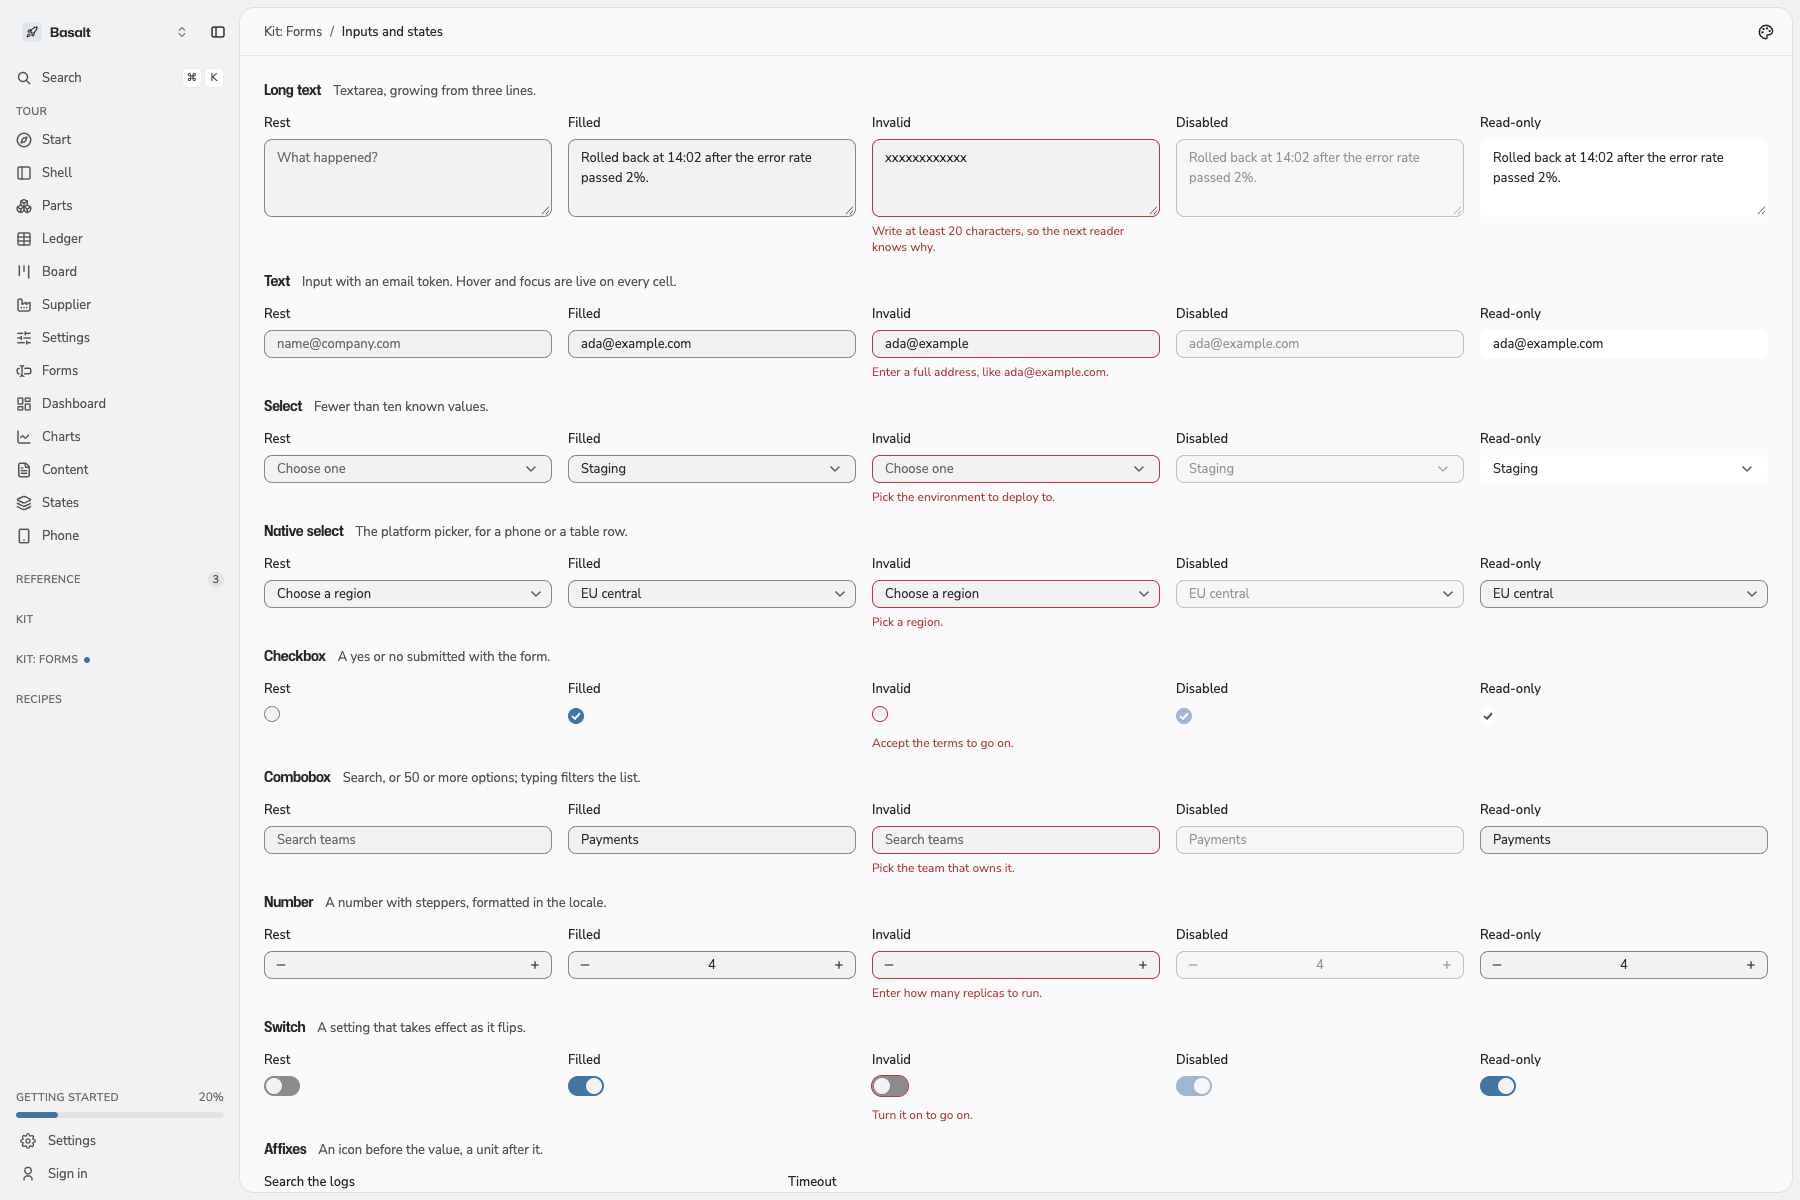 Basalt
Search
⌘ K
TOUR
Start
Shell
Parts
Ledger
Board
Supplier
Settings
Forms
Dashboard
Charts
Content
States
Phone
REFERENCE 3
KIT
KIT: FORMS
RECIPES
GETTING STARTED 20%
Settings
Sign in
Kit: Forms / Inputs and states
Long text Textarea, growing from three lines.
Rest Filled Invalid Disabled Read-only
What happened?
Rolled back at 14:02 after the error rate
passed 2%.
xxxxxxxxxxxx
Write at least 20 characters, so the next reader
knows why.
Rolled back at 14:02 after the error rate
passed 2%.
Rolled back at 14:02 after the error rate
passed 2%.
Text Input with an email token. Hover and focus are live on every cell.
Rest Filled Invalid Disabled Read-only
name@company.com ada@example.com ada@example ada@example.com ada@example.com
Enter a full address, like ada@example.com.
Select Fewer than ten known values.
Rest Filled Invalid Disabled Read-only
Choose one Staging Choose one Staging Staging
Pick the environment to deploy to.
Native select The platform picker, for a phone or a table row.
Rest Filled Invalid Disabled Read-only
Choose a region EU central Choose a region EU central EU central
Pick a region.
Checkbox A yes or no submitted with the form.
Rest Filled Invalid Disabled Read-only
Accept the terms to go on.
Combobox Search, or 50 or more options; typing filters the list.
Rest Filled Invalid Disabled Read-only
Search teams Payments Search teams Payments Payments
Pick the team that owns it.
Number A number with steppers, formatted in the locale.
Rest Filled Invalid Disabled Read-only
− + − 4 + − + − 4 + − 4 +
Enter how many replicas to run.
Switch A setting that takes effect as it flips.
Rest Filled Invalid Disabled Read-only
Turn it on to go on.
Affixes An icon before the value, a unit after it.
Search the logs Timeout